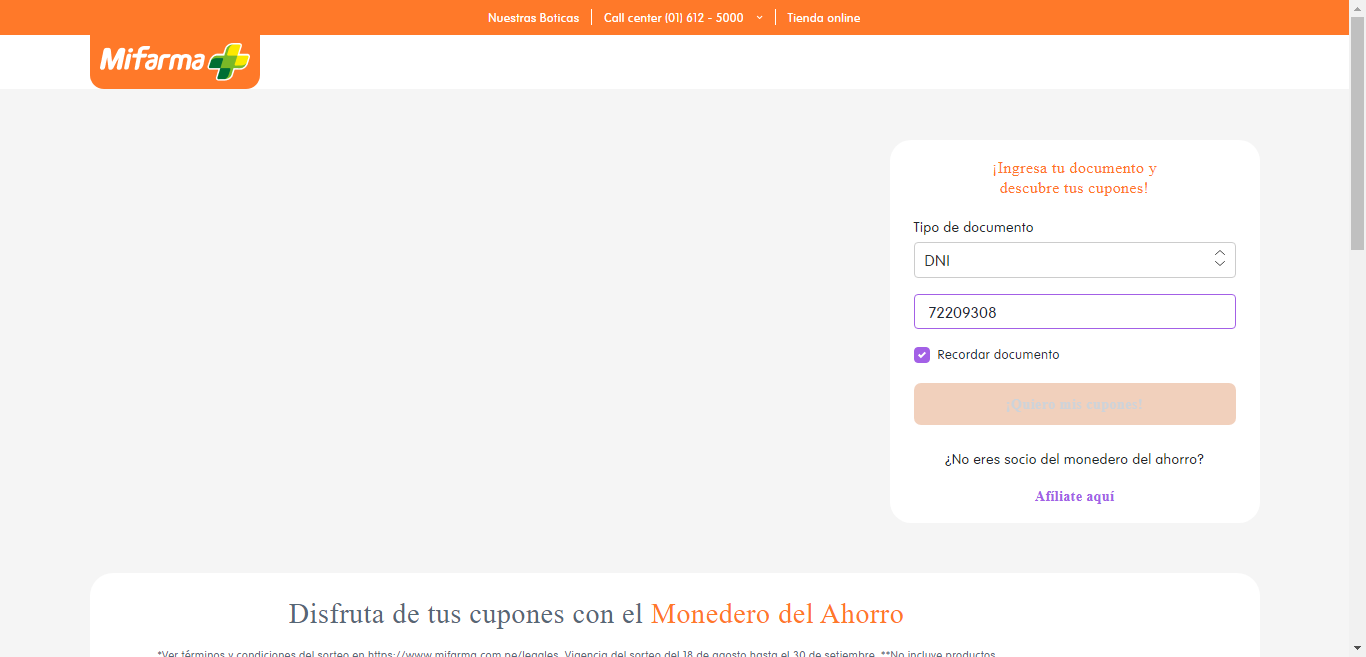 Nuestras Boticas
Call center (01) 612 - 5000
Tienda online
Mifarma
¡Ingresa tu documento y
descubre tus cupones!
Tipo de documento
DNI
72209308
Recordar documento
¡Quiero mis cupones!
¿No eres socio del monedero del ahorro?
Afíliate aquí
Disfruta de tus cupones con el Monedero del Ahorro
*Ver términos y condiciones del sorteo en https://www.mifarma.com.pe/legales. Vigencia del sorteo del 18 de agosto hasta el 30 de setiembre. **No incluye productos